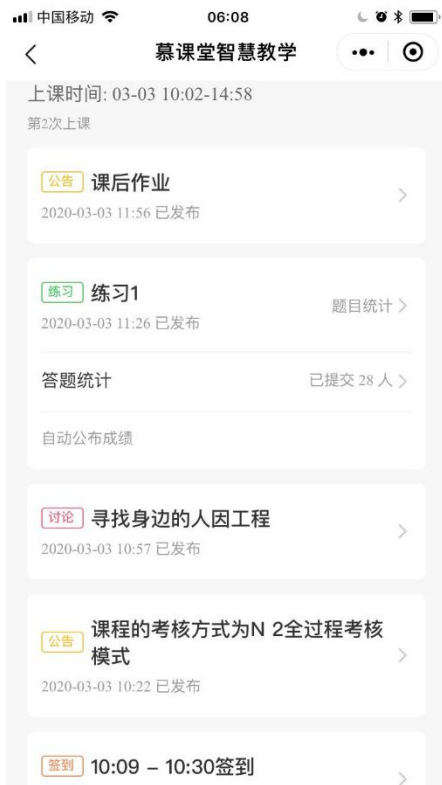 中国移动 06:08
慕课堂智慧教学
上课时间: 03-03 10:02-14:58
第2次上课
公告 课后作业
2020-03-03 11:56 已发布
练习 练习1
题目统计
2020-03-03 11:26 已发布
答题统计 已提交 28 人
自动公布成绩
讨论 寻找身边的人因工程
2020-03-03 10:57 已发布
公告 课程的考核方式为N 2全过程考核
模式
2020-03-03 10:22 已发布
签到 10:09 – 10:30签到